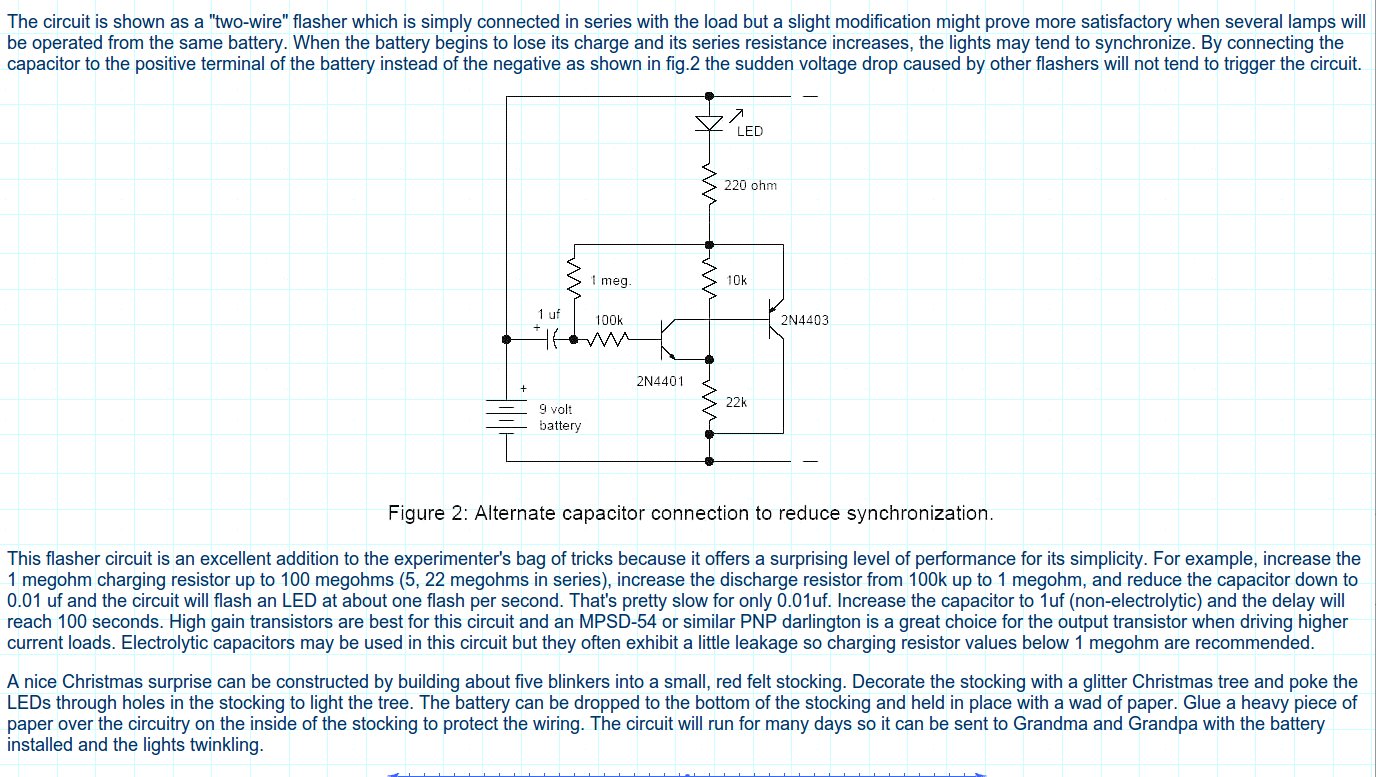 The circuit is shown as a "two-wire" flasher which is simply connected in series with the load but a slight modification might prove more satisfactory when several lamps will
be operated from the same battery. When the battery begins to lose its charge and its series resistance increases, the lights may tend to synchronize. By connecting the
capacitor to the positive terminal of the battery instead of the negative as shown in fig.2 the sudden voltage drop caused by other flashers will not tend to trigger the circuit.
LED
220 ohm
1 meg.
10k
1 uf
+
100k
2N4403
2N4401
+
22k
9 volt
battery
Figure 2: Alternate capacitor connection to reduce synchronization.
This flasher circuit is an excellent addition to the experimenter's bag of tricks because it offers a surprising level of performance for its simplicity. For example, increase the
1 megohm charging resistor up to 100 megohms (5, 22 megohms in series), increase the discharge resistor from 100k up to 1 megohm, and reduce the capacitor down to
0.01 uf and the circuit will flash an LED at about one flash per second. That's pretty slow for only 0.01uf. Increase the capacitor to 1uf (non-electrolytic) and the delay will
reach 100 seconds. High gain transistors are best for this circuit and an MPSD-54 or similar PNP darlington is a great choice for the output transistor when driving higher
current loads. Electrolytic capacitors may be used in this circuit but they often exhibit a little leakage so charging resistor values below 1 megohm are recommended.
A nice Christmas surprise can be constructed by building about five blinkers into a small, red felt stocking. Decorate the stocking with a glitter Christmas tree and poke the
LEDs through holes in the stocking to light the tree. The battery can be dropped to the bottom of the stocking and held in place with a wad of paper. Glue a heavy piece of
paper over the circuitry on the inside of the stocking to protect the wiring. The circuit will run for many days so it can be sent to Grandma and Grandpa with the battery
installed and the lights twinkling.